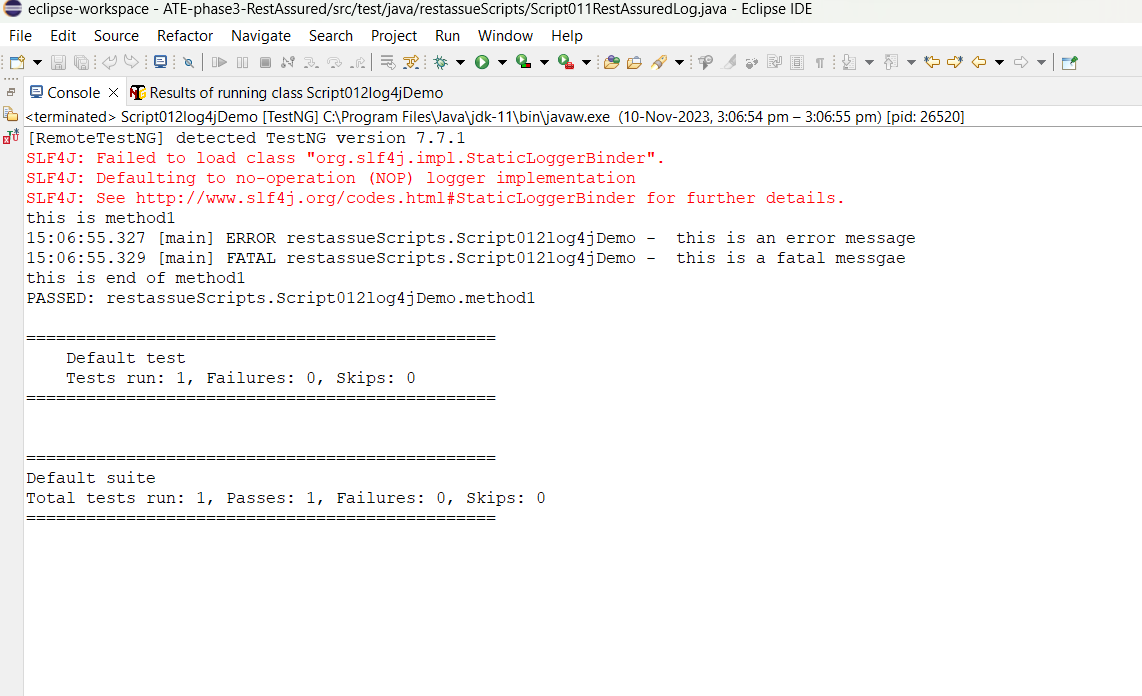 eclipse-workspace - ATE-phase3-RestAssured/src/test/java/restassueScripts/Script011RestAssuredLog.java - Eclipse IDE
File Edit Source Refactor Navigate Search Project Run Window Help
Console Results of running class Script012log4jDemo
<terminated> Script012log4jDemo [TestNG] C:\Program Files\Java\jdk-11\bin\javaw.exe (10-Nov-2023, 3:06:54 pm – 3:06:55 pm) [pid: 26520]
[RemoteTestNG] detected TestNG version 7.7.1
SLF4J: Failed to load class "org.slf4j.impl.StaticLoggerBinder".
SLF4J: Defaulting to no-operation (NOP) logger implementation
SLF4J: See http://www.slf4j.org/codes.html#StaticLoggerBinder for further details.
this is method1
15:06:55.327 [main] ERROR restassueScripts.Script012log4jDemo - this is an error message
15:06:55.329 [main] FATAL restassueScripts.Script012log4jDemo - this is a fatal messgae
this is end of method1
PASSED: restassueScripts.Script012log4jDemo.method1
===============================================
Default test
Tests run: 1, Failures: 0, Skips: 0
===============================================
===============================================
Default suite
Total tests run: 1, Passes: 1, Failures: 0, Skips: 0
===============================================